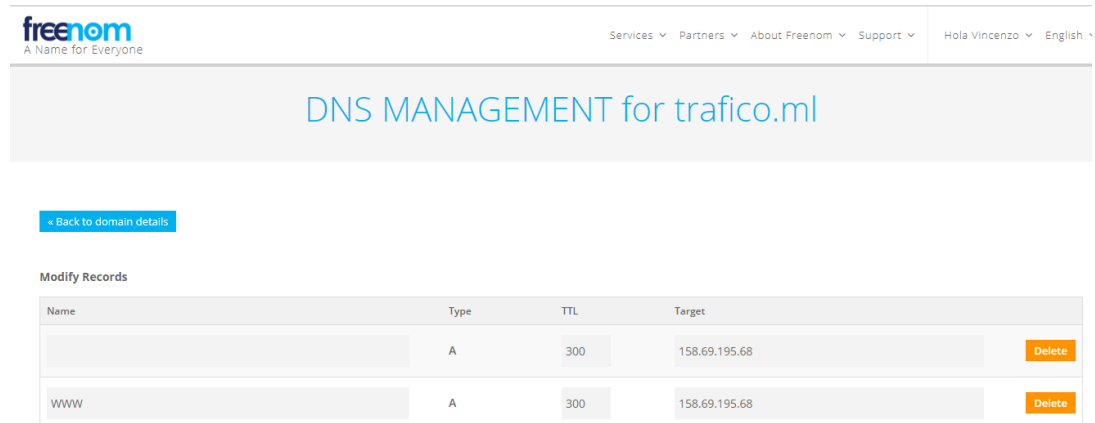 freenom
A Name for Everyone
Services Partners About Freenom Support Hola Vincenzo English
DNS MANAGEMENT for trafico.ml
« Back to domain details
Modify Records
Name Type TTL Target
A 300 158.69.195.68 Delete
WWW A 300 158.69.195.68 Delete